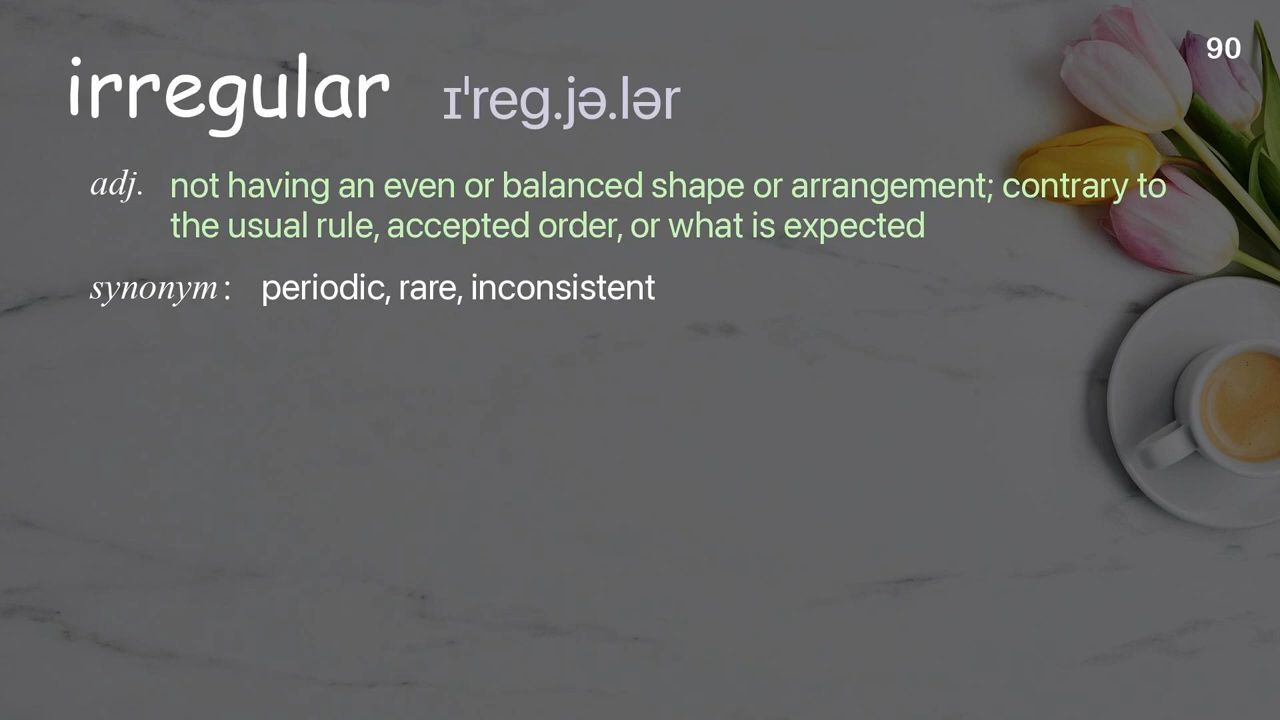 90
irregular ɪˈreg.jə.lər
adj. not having an even or balanced shape or arrangement; contrary to
the usual rule, accepted order, or what is expected
synonym : periodic, rare, inconsistent